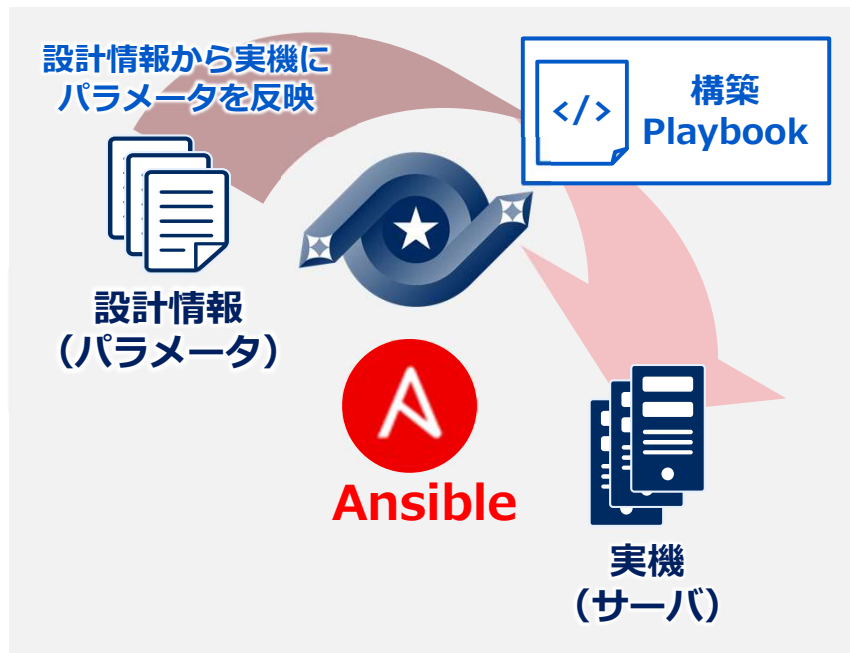 設計情報から実機に
パラメータを反映
</>
構築
Playbook
設計情報
（パラメータ）
Ansible
実機
（サーバ）